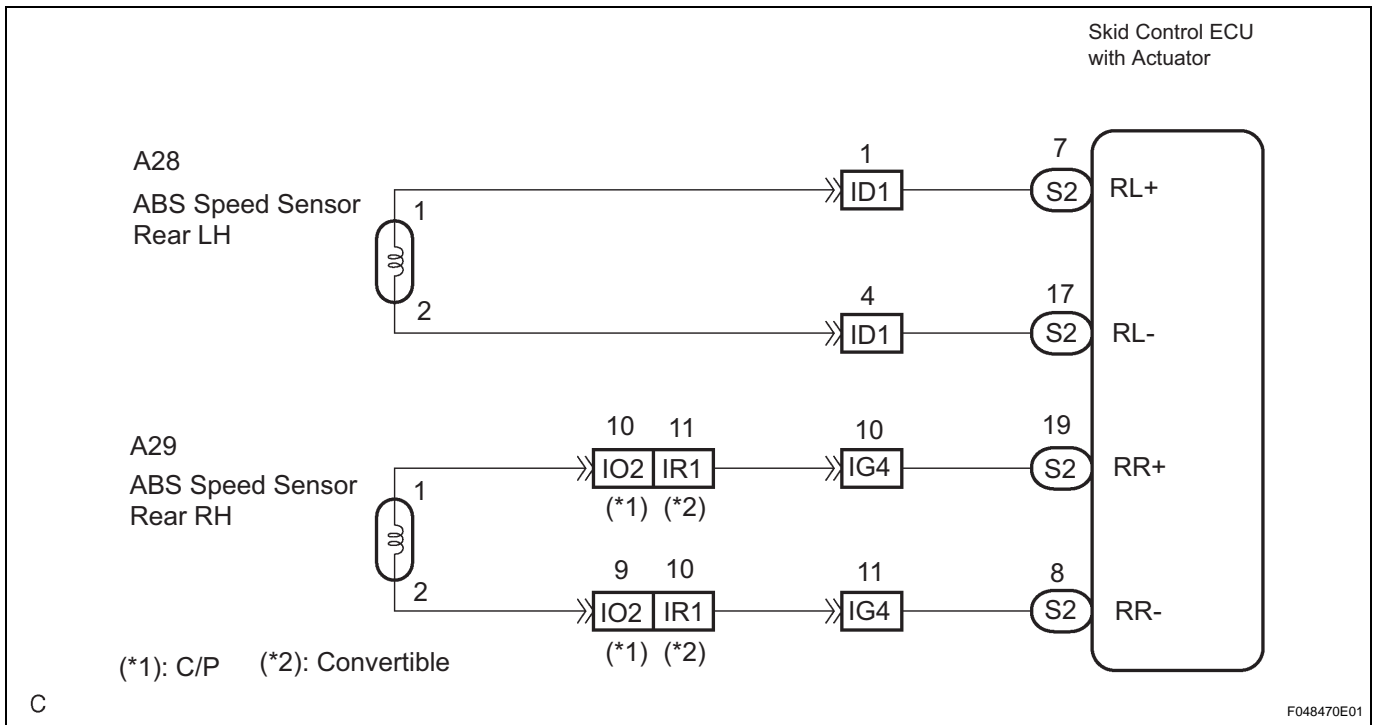 Skid Control ECU
with Actuator
A28
ABS Speed Sensor
Rear LH
1
2
1
ID1
7
S2
RL+
4
ID1
17
S2
RL-
A29
ABS Speed Sensor
Rear RH
1
2
10 11
IO2 IR1
(*1) (*2)
10
IG4
19
S2
RR+
9 10
IO2 IR1
(*1) (*2)
11
IG4
8
S2
RR-
(*1): C/P (*2): Convertible
C
F048470E01